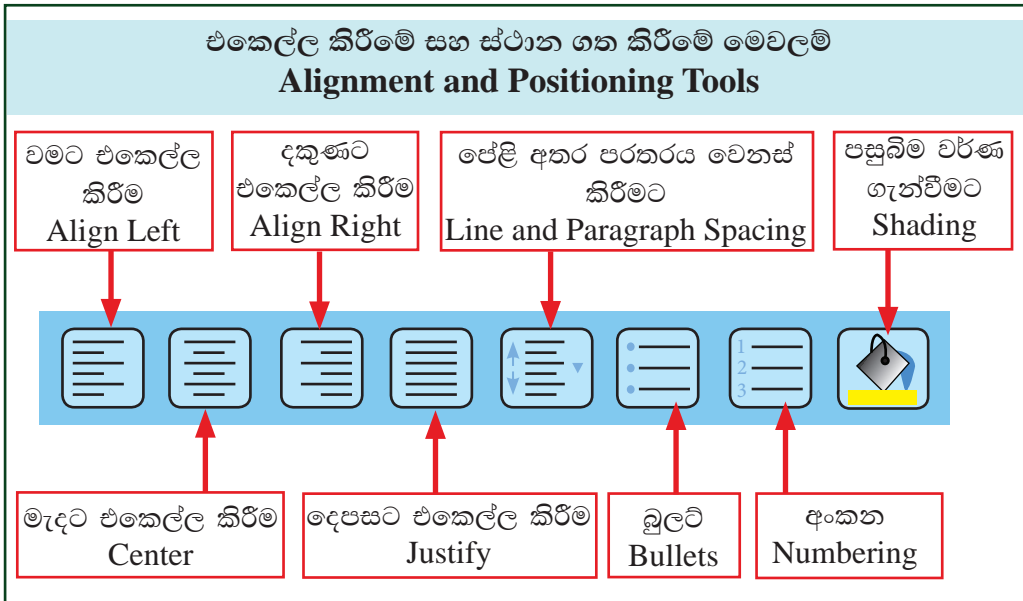 එකෙල්ල කිරීමේ සහ ස්ථාන ගත කිරීමේ මෙවලම්
Alignment and Positioning Tools
වමට එකෙල්ල
කිරීම
Align Left
දකුණට
එකෙල්ල කිරීම
Align Right
පේළි අතර පරතරය වෙනස්
කිරීමට
Line and Paragraph Spacing
පසුබිම වර්ණ
ගැන්වීමට
Shading
1
2
3
මැදට එකෙල්ල කිරීම
Center
දෙපසට එකෙල්ල කිරීම
Justify
බුලට්
Bullets
අංකන
Numbering